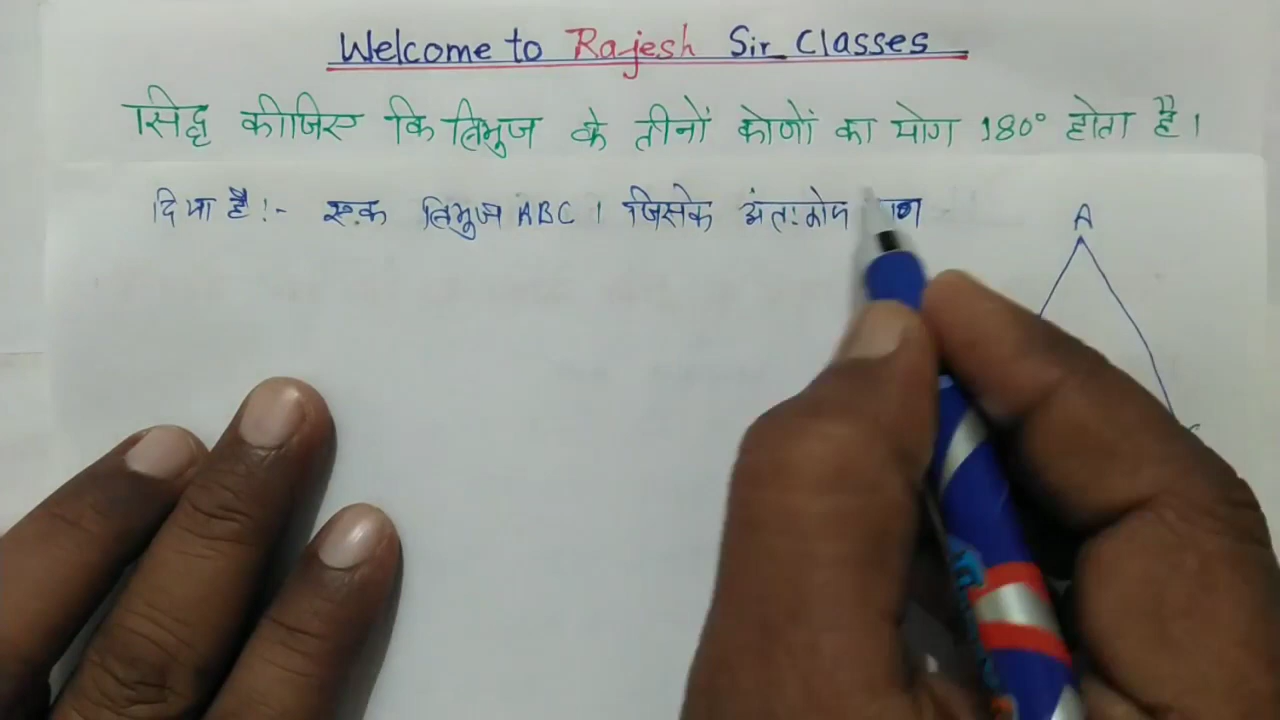 Welcome to Rajesh Sir Classes
सिद्ध कीजिए कि त्रिभुज के तीनों कोणों का योग 180° होता है।
दिया है :- एक त्रिभुज ABC । जिसके अंतः कोण
A